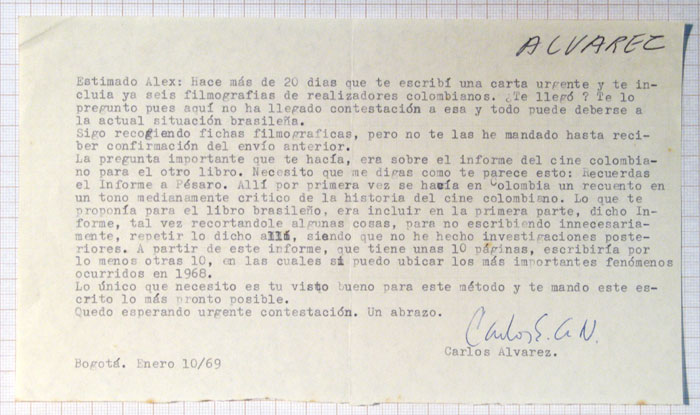 ALVAREZ
Estimado Alex: Hace más de 20 dias que te escribí una carta urgente y te in-
cluia ya seis filmografias de realizadores colombianos. ¿Te llegó ? Te lo
pregunto pues aquí no ha llegado contestación a esa y todo puede deberse a
la actual situación brasileña.
Sigo recogiendo fichas filmograficas, pero no te las he mandado hasta reci-
ber confirmación del envío anterior.
La pregunta importante que te hacía, era sobre el informe del cine colombia-
no para el otro libro. Necesito que me digas como te parece esto: Recuerdas
el Informe a Pésaro. Allí por primera vez se hacía en Colombia un recuento en
un tono medianamente critico de la historia del cine colombiano. Lo que te
proponía para el libro brasileño, era incluir en la primera parte, dicho In-
forme, tal vez recortandole algunas cosas, para no escribiendo innecesaria-
mente, repetir lo dicho allí, siendo que no he hecho investigaciones poste-
riores. A partir de este informe, que tiene unas 10 páginas, escribiría por
lo menos otras 10, en las cuales si puedo ubicar los más importantes fenómenos
ocurridos en 1968.
Lo único que necesito es tu visto bueno para este método y te mando este es-
crito lo más pronto posible.
Quedo esperando urgente contestación. Un abrazo.
Carlos Alvarez.
Bogotá. Enero 10/69